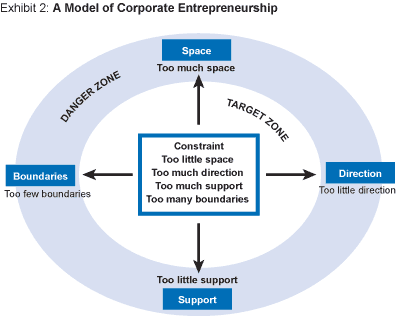 Exhibit 2: A Model of Corporate Entrepreneurship
Space
Too much space
DANGER ZONE
TARGET ZONE
Constraint
Too little space
Too much direction
Too much support
Too many boundaries
Boundaries
Too few boundaries
Direction
Too little direction
Too little support
Support